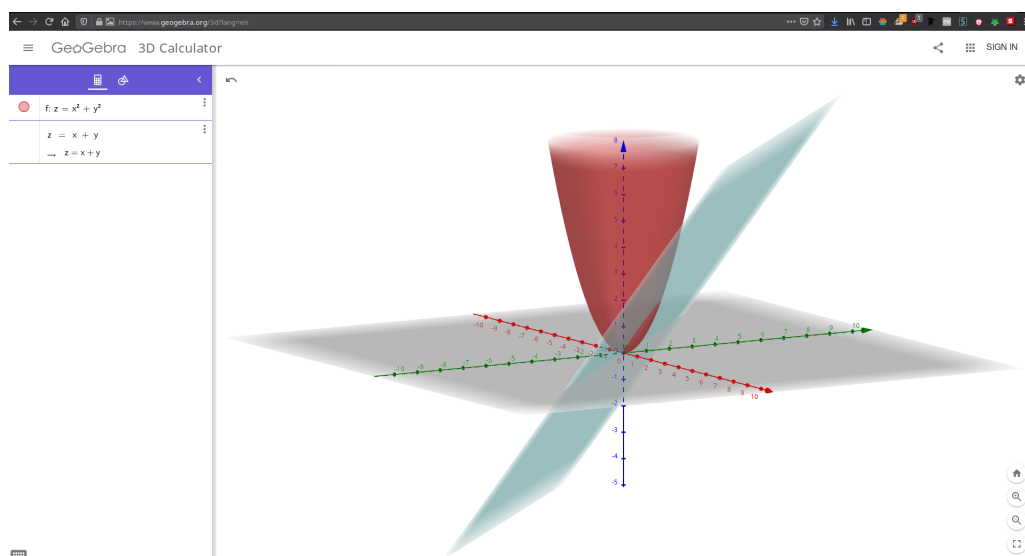 https://www.geogebra.org/3d?lang=en
GeoGebra 3D Calculator
SIGN IN
f: z = x² + y²
z = x + y
→ z = x + y
8
7
6
5
4
3
2
1
0
-1
-2
-3
-4
-5
-10 -9 -8 -7 -6 -5 -4 -3 -2
0 1 2 3 4 5 6 7 8 9 10
-10 -9 -8 -7 -6 -5 -4 -3 -2
1 2 3 4 5 6 7 8 9 10